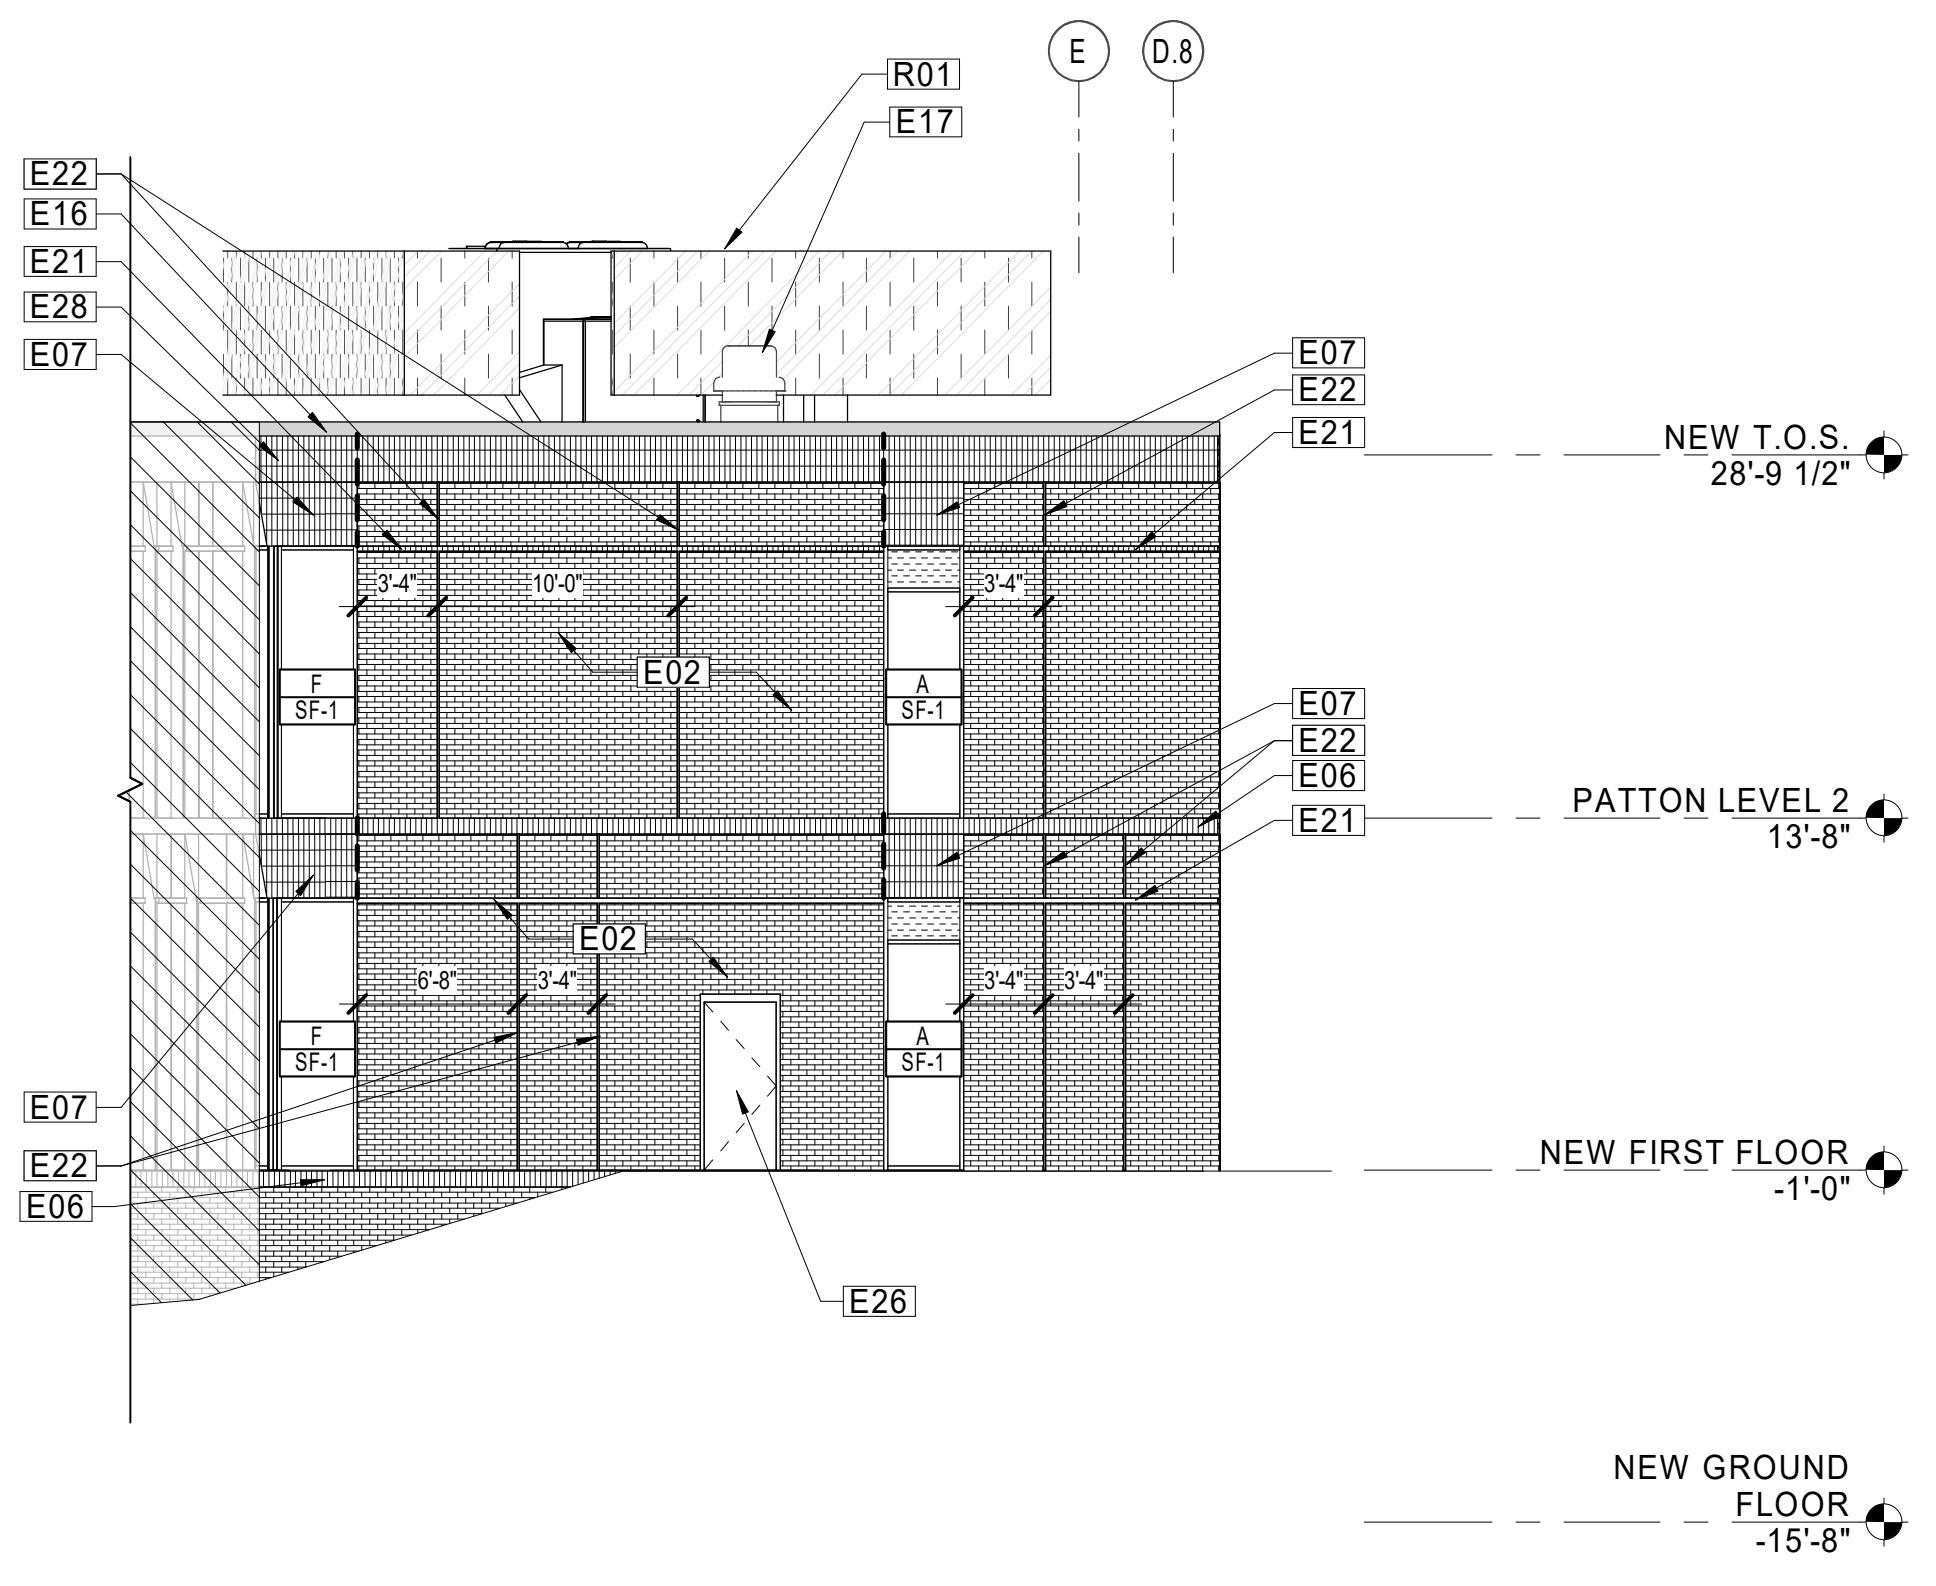 E
D.8
R01
E17
E22
E16
E21
E28
E07
E07
E22
E21
NEW T.O.S.
28'-9 1/2"
3'-4"
10'-0"
3'-4"
E02
F
SF-1
A
SF-1
E07
E22
E06
E21
PATTON LEVEL 2
13'-8"
E02
6'-8"
3'-4"
3'-4"
3'-4"
F
SF-1
A
SF-1
E07
E22
E06
NEW FIRST FLOOR
-1'-0"
E26
NEW GROUND
FLOOR
-15'-8"